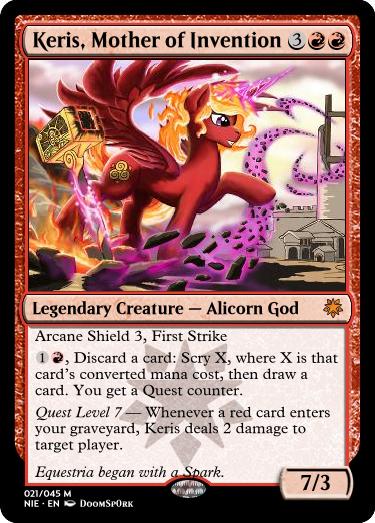 Keris, Mother of Invention 3
Legendary Creature — Alicorn God
Arcane Shield 3, First Strike
1, Discard a card: Scry X, where X is that
card's converted mana cost, then draw a
card. You get a Quest counter.
Quest Level 7 — Whenever a red card enters
your graveyard, Keris deals 2 damage to
target player.
Equestria began with a Spark.
7/3
021/045 M
NIE • EN DoomSp0rk